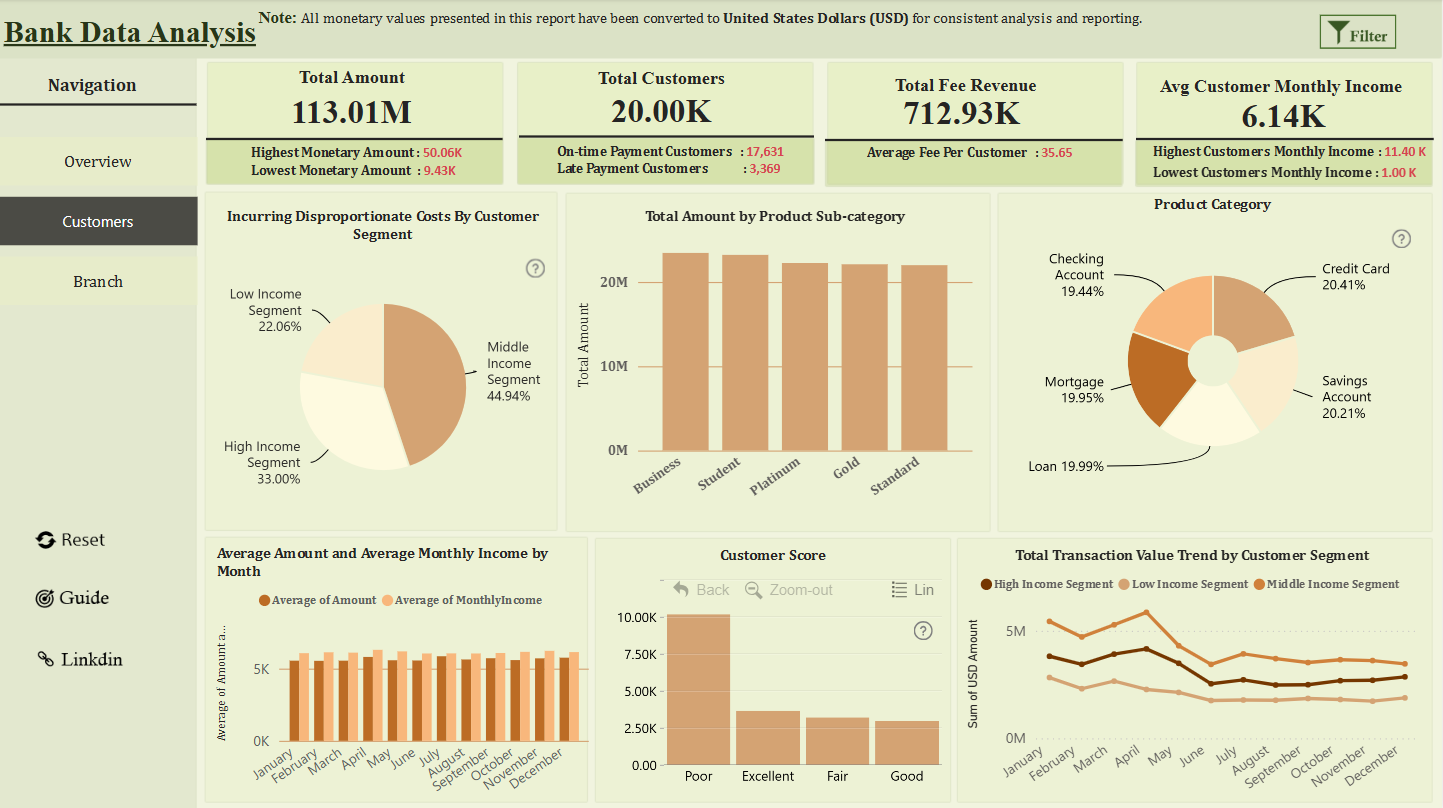 Bank Data Analysis
Note: All monetary values presented in this report have been converted to United States Dollars (USD) for consistent analysis and reporting.
Filter
Navigation
Overview
Customers
Branch
Reset
Guide
Linkdin
Total Amount
113.01M
Highest Monetary Amount : 50.06K
Lowest Monetary Amount : 9.43K
Total Customers
20.00K
On-time Payment Customers : 17,631
Late Payment Customers : 3,369
Total Fee Revenue
712.93K
Average Fee Per Customer : 35.65
Avg Customer Monthly Income
6.14K
Highest Customers Monthly Income : 11.40 K
Lowest Customers Monthly Income : 1.00 K
Incurring Disproportionate Costs By Customer
Segment
?
Low Income
Segment
22.06%
Middle
Income
Segment
44.94%
High Income
Segment
33.00%
Total Amount by Product Sub-category
Total Amount
20M
10M
0M
Business
Student
Platinum
Gold
Standard
Product Category
?
Checking
Account
19.44%
Credit Card
20.41%
Mortgage
19.95%
Savings
Account
20.21%
Loan 19.99%
Average Amount and Average Monthly Income by
Month
Average of Amount
Average of MonthlyIncome
Average of Amount a...
5K
0K
January
February
March
April
May
June
July
August
September
October
November
December
Customer Score
Back
Zoom-out
Lin
?
10.00K
7.50K
5.00K
2.50K
0.00
Poor
Excellent
Fair
Good
Total Transaction Value Trend by Customer Segment
High Income Segment
Low Income Segment
Middle Income Segment
Sum of USD Amount
5M
0M
January
February
March
April
May
June
July
August
September
October
November
December